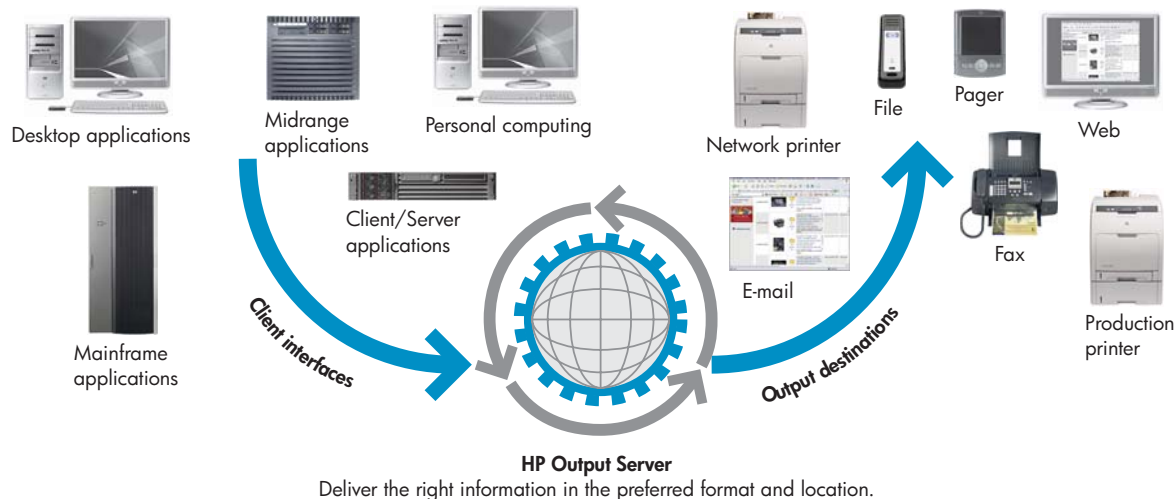 Desktop applications
Midrange
applications
Personal computing
Network printer
File
Pager
Web
Client/Server
applications
E-mail
Fax
Mainframe
applications
Production
printer
Client interfaces
Output destinations
HP Output Server
Deliver the right information in the preferred format and location.